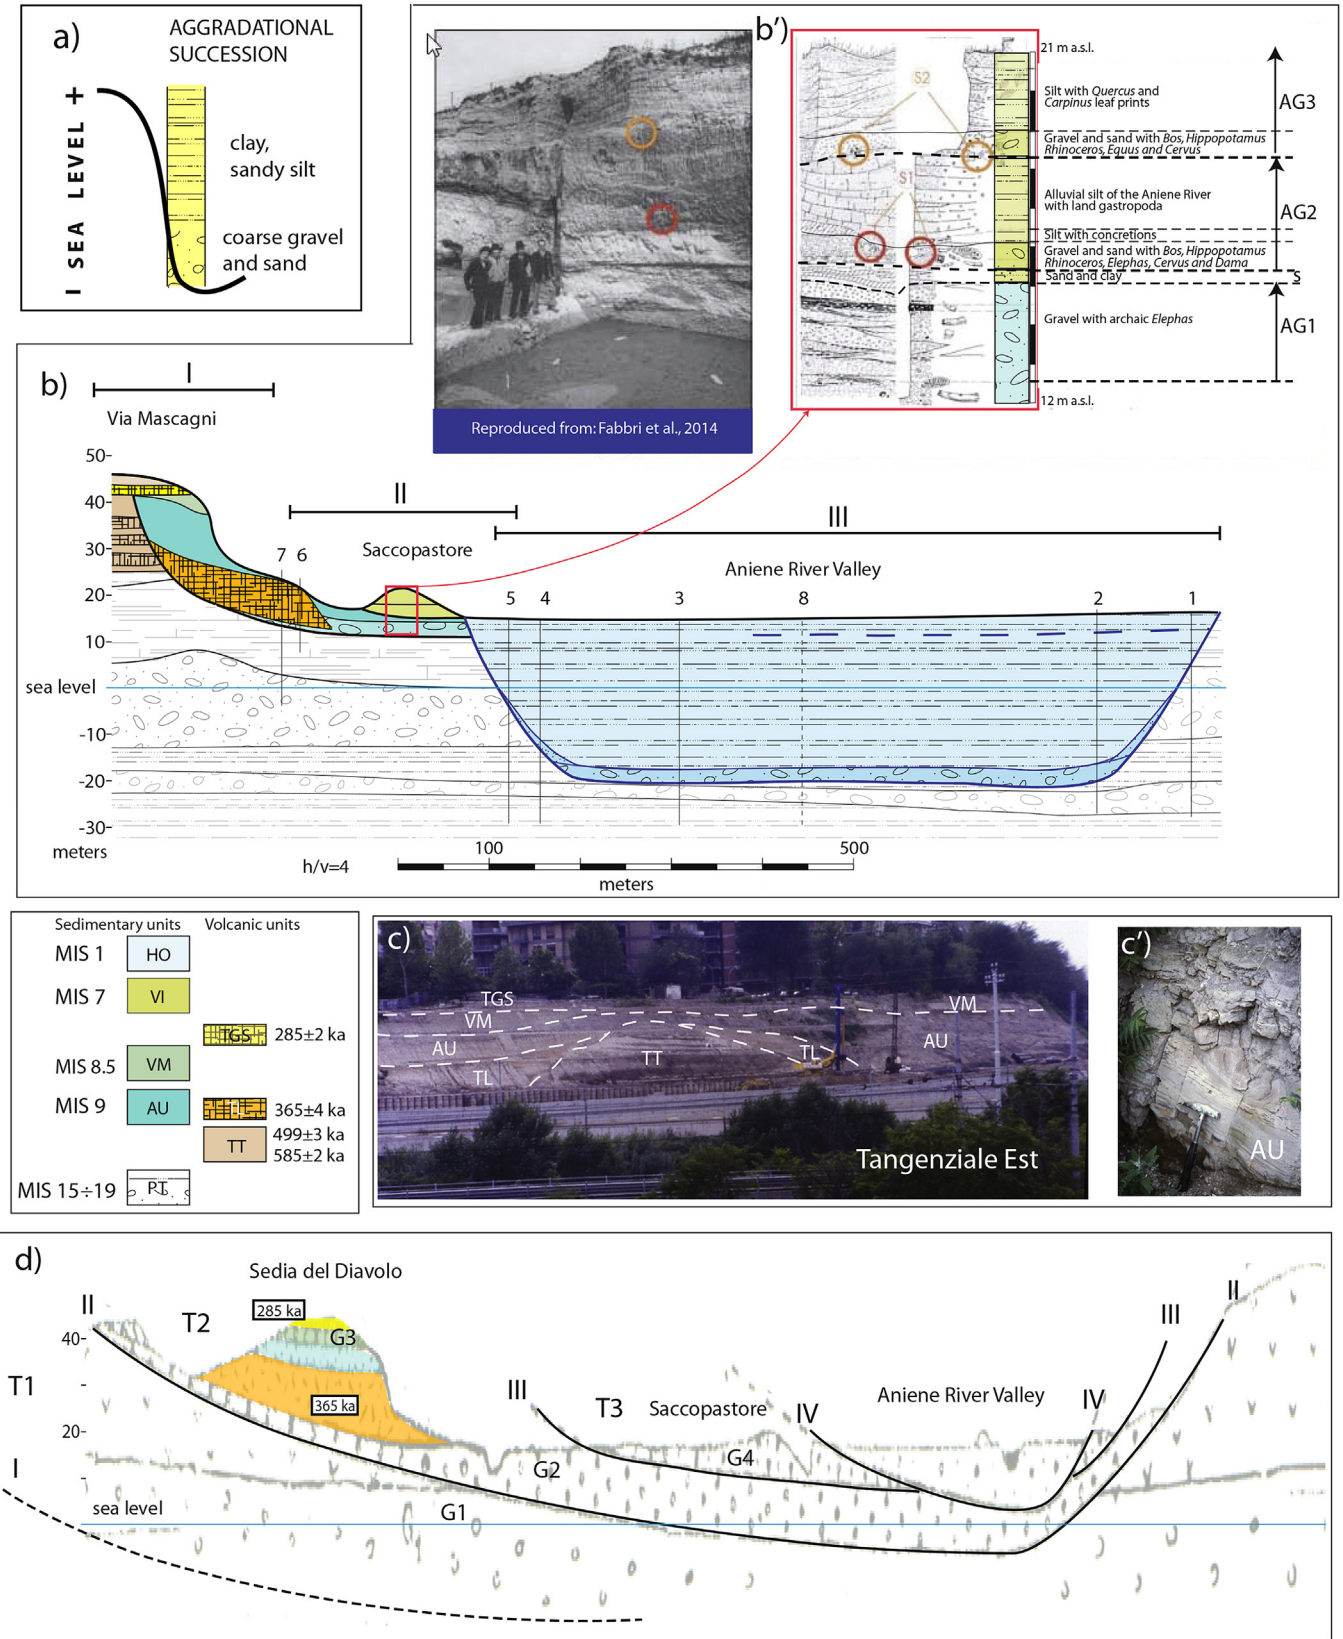 a)
AGGRADATIONAL
SUCCESSION
I SEA LEVEL +
clay,
sandy silt
coarse gravel
and sand
Reproduced from: Fabbri et al., 2014
b')
S2
S1
21 m a.s.l.
Silt with Quercus and
Carpinus leaf prints
Gravel and sand with Bos, Hippopotamus
Rhinoceros, Equus and Cervus
Alluvial silt of the Aniene River
with land gastropoda
Silt with concretions
Gravel and sand with Bos, Hippopotamus
Rhinoceros, Elephas, Cervus and Dama
Sand and clay
Gravel with archaic Elephas
12 m a.s.l.
AG3
AG2
S
AG1
b)
I
Via Mascagni
II
Saccopastore
III
Aniene River Valley
50-
40-
30-
20-
10-
sea level
-10-
-20-
-30-
meters
7 6 5 4 3 8 2 1
h/v=4
100 500
meters
Sedimentary units Volcanic units
MIS 1 HO
MIS 7 VI
TGS 285±2 ka
MIS 8.5 VM
MIS 9 AU
365±4 ka
TT 499±3 ka
585±2 ka
MIS 15÷19 PT
c)
TGS
VM
AU
TL
TT
TL
AU
VM
Tangenziale Est
c')
AU
d)
Sedia del Diavolo
II
T2
285 ka
G3
40-
T1
365 ka
20-
I
sea level
G1
G2
III
T3
Saccopastore
G4
IV
Aniene River Valley
IV
III
II